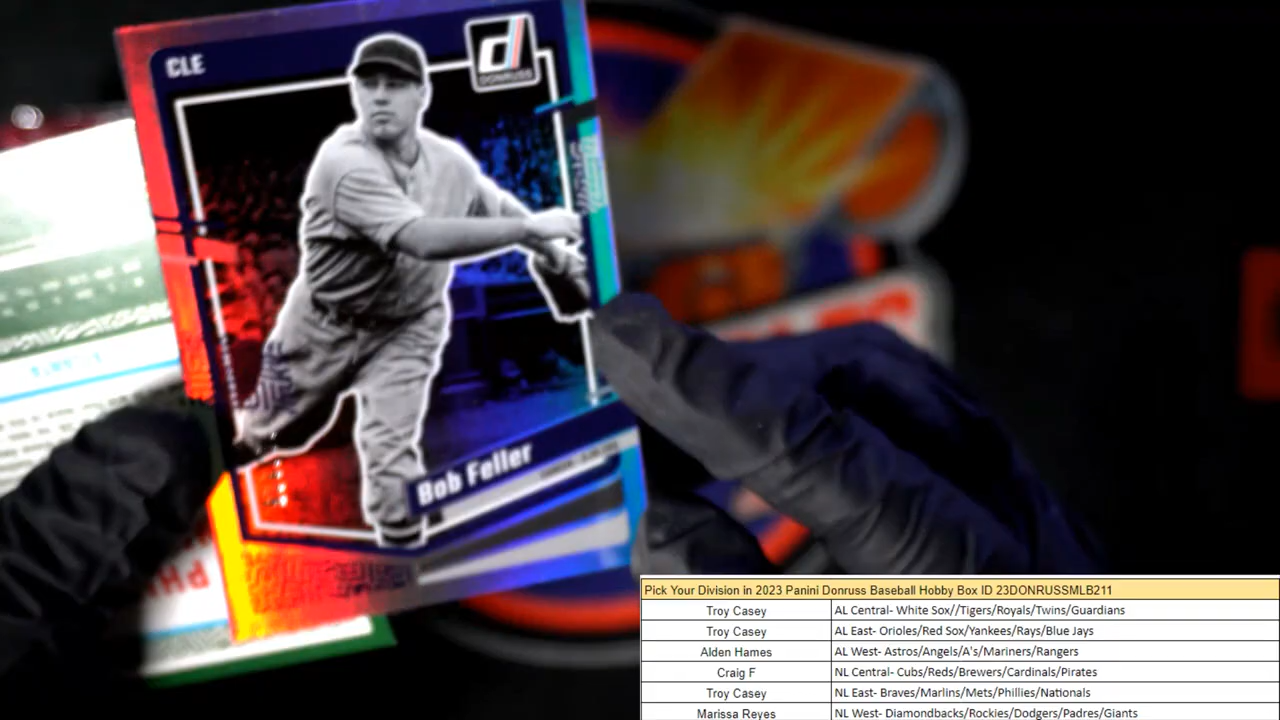 CLE
d
DONRUSS
Bob Feller
Pick Your Division in 2023 Panini Donruss Baseball Hobby Box ID 23DONRUSSMLB211
Troy Casey AL Central- White Sox//Tigers/Royals/Twins/Guardians
Troy Casey AL East- Orioles/Red Sox/Yankees/Rays/Blue Jays
Alden Hames AL West- Astros/Angels/A's/Mariners/Rangers
Craig F NL Central- Cubs/Reds/Brewers/Cardinals/Pirates
Troy Casey NL East- Braves/Marlins/Mets/Phillies/Nationals
Marissa Reyes NL West- Diamondbacks/Rockies/Dodgers/Padres/Giants